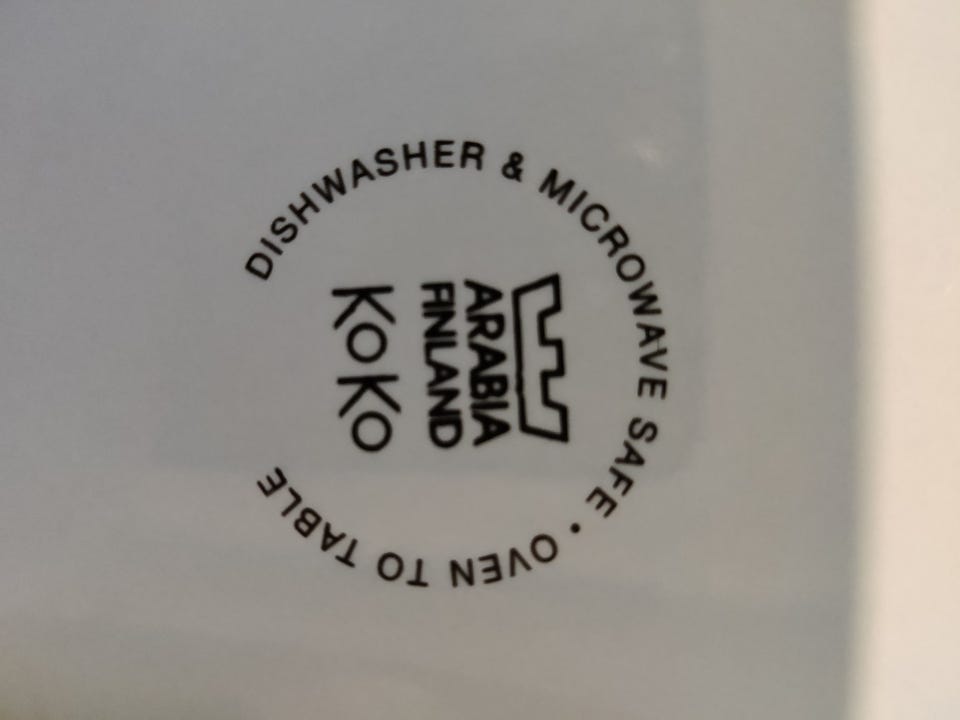 DISHWASHER & MICROWAVE SAFE • OVEN TO TABLE
ARABIA
FINLAND
KOKO